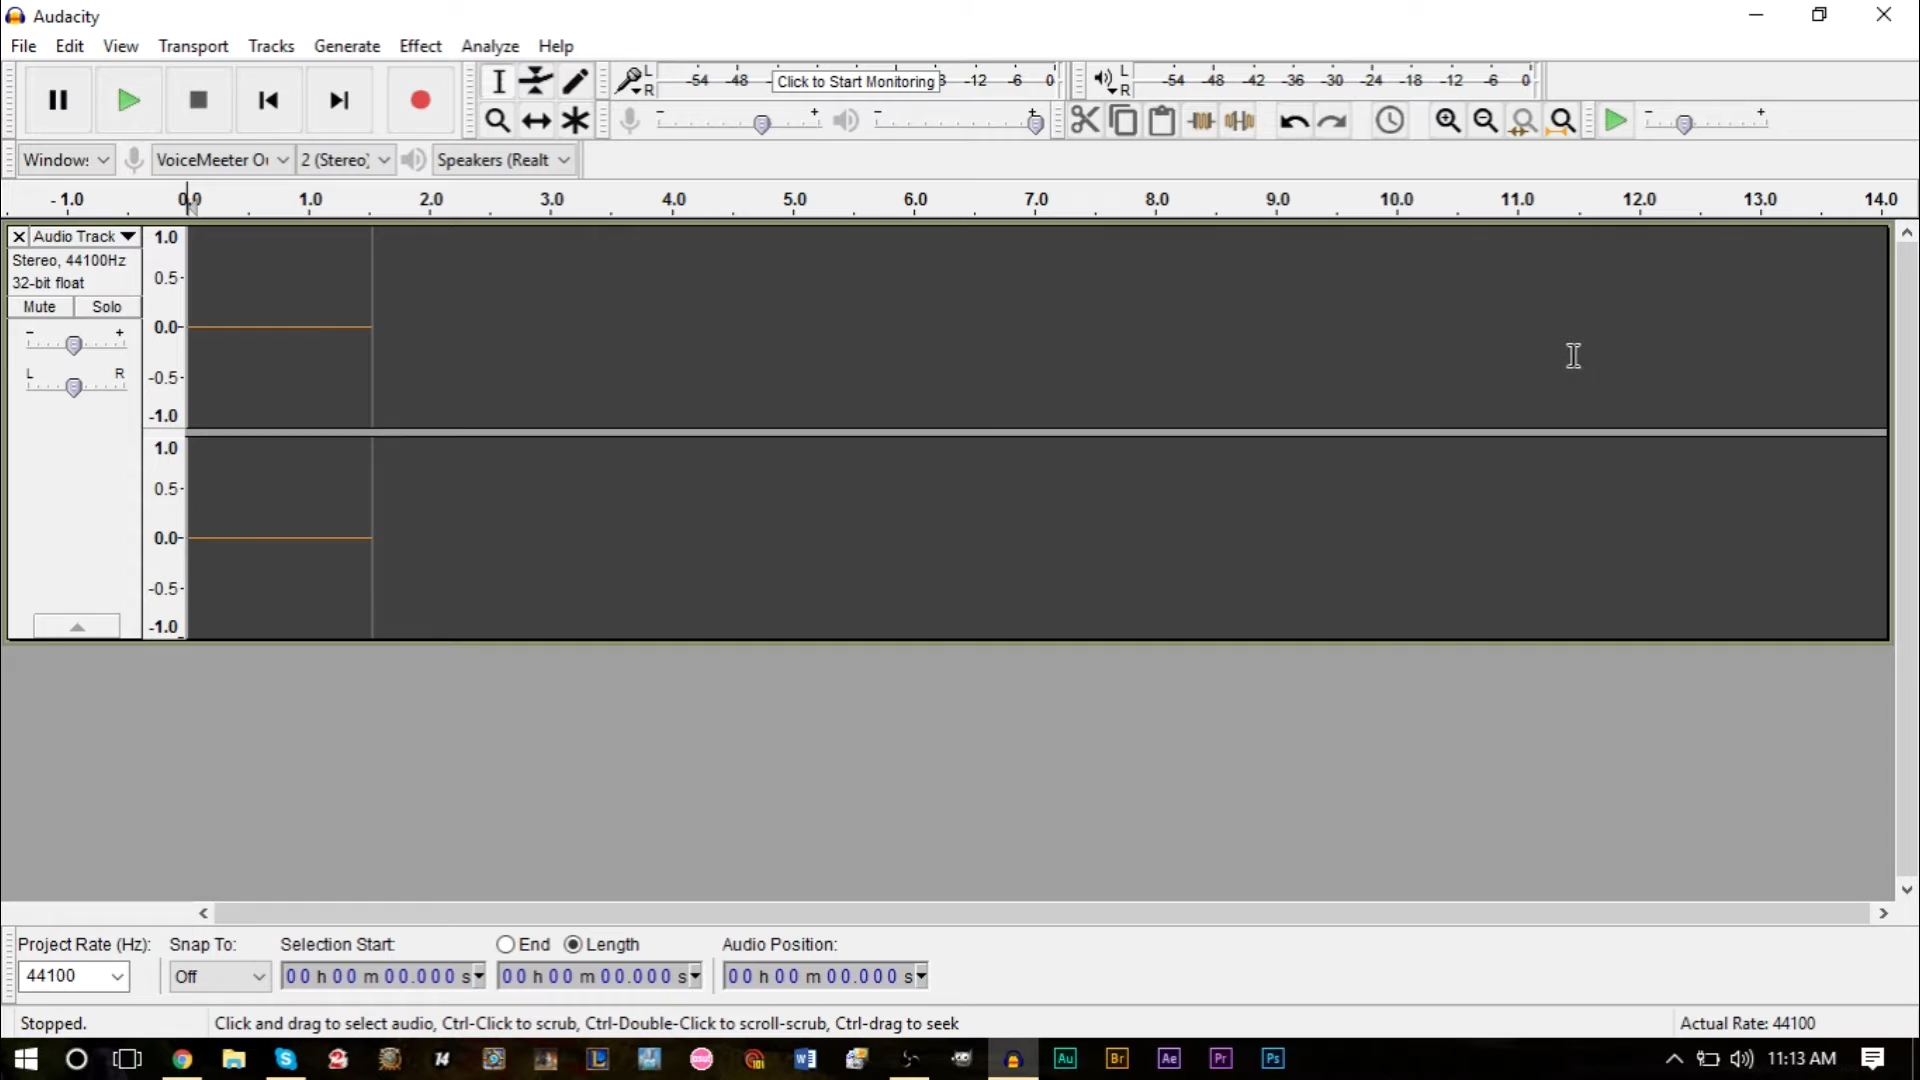 Audacity
File Edit View Transport Tracks Generate Effect Analyze Help
L R -54 -48 - Click to Start Monitoring -12 -6 0 L R -54 -48 -42 -36 -30 -24 -18 -12 -6 0
- + - + - +
VoiceMeeter 2 (Stereo) Speakers
-1.0 0.0 1.0 2.0 3.0 4.0 5.0 6.0 7.0 8.0 9.0 10.0 11.0 12.0 13.0 14.0
Audio Track 1.0
Stereo, 44100Hz
32-bit float 0.5
Mute Solo
- + 0.0
L R -0.5
-1.0
1.0
0.5
0.0
-0.5
-1.0
Project Rate (Hz): Snap To: Selection Start: End Length Audio Position:
44100 Off 00 h 00 m 00.000 s 00 h 00 m 00.000 s 00 h 00 m 00.000 s
Stopped. Click and drag to select audio, Ctrl-Click to scrub, Ctrl-Double-Click to scroll-scrub, Ctrl-drag to seek Actual Rate: 44100
14 Au Br Ae Pr Ps 11:13 AM